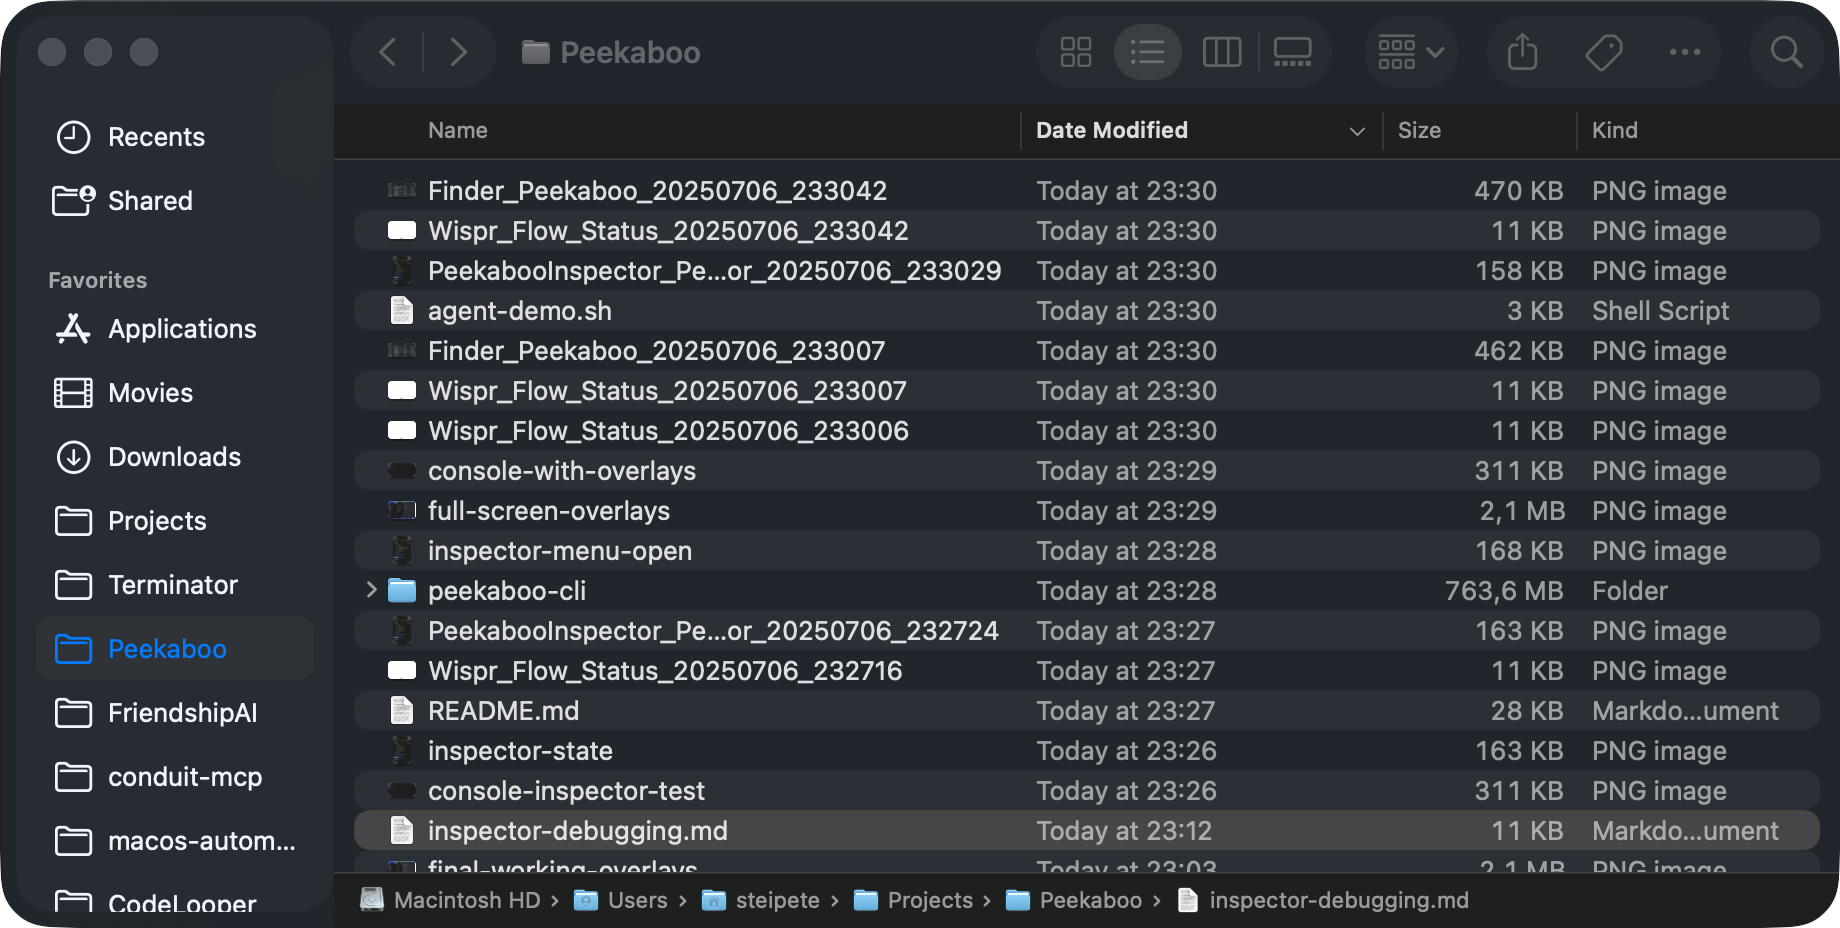 Peekaboo
Recents
Shared
Favorites
Applications
Movies
Downloads
Projects
Terminator
Peekaboo
FriendshipAI
conduit-mcp
macos-autom...
CodeLooper
Name Date Modified Size Kind
Finder_Peekaboo_20250706_233042 Today at 23:30 470 KB PNG image
Wispr_Flow_Status_20250706_233042 Today at 23:30 11 KB PNG image
PeekabooInspector_Pe...or_20250706_233029 Today at 23:30 158 KB PNG image
agent-demo.sh Today at 23:30 3 KB Shell Script
Finder_Peekaboo_20250706_233007 Today at 23:30 462 KB PNG image
Wispr_Flow_Status_20250706_233007 Today at 23:30 11 KB PNG image
Wispr_Flow_Status_20250706_233006 Today at 23:30 11 KB PNG image
console-with-overlays Today at 23:29 311 KB PNG image
full-screen-overlays Today at 23:29 2,1 MB PNG image
inspector-menu-open Today at 23:28 168 KB PNG image
peekaboo-cli Today at 23:28 763,6 MB Folder
PeekabooInspector_Pe...or_20250706_232724 Today at 23:27 163 KB PNG image
Wispr_Flow_Status_20250706_232716 Today at 23:27 11 KB PNG image
README.md Today at 23:27 28 KB Markdo...ument
inspector-state Today at 23:26 163 KB PNG image
console-inspector-test Today at 23:26 311 KB PNG image
inspector-debugging.md Today at 23:12 11 KB Markdo...ument
final-working-overlays Today at 23:03 2,1 MB PNG image
Macintosh HD › Users › steipete › Projects › Peekaboo › inspector-debugging.md